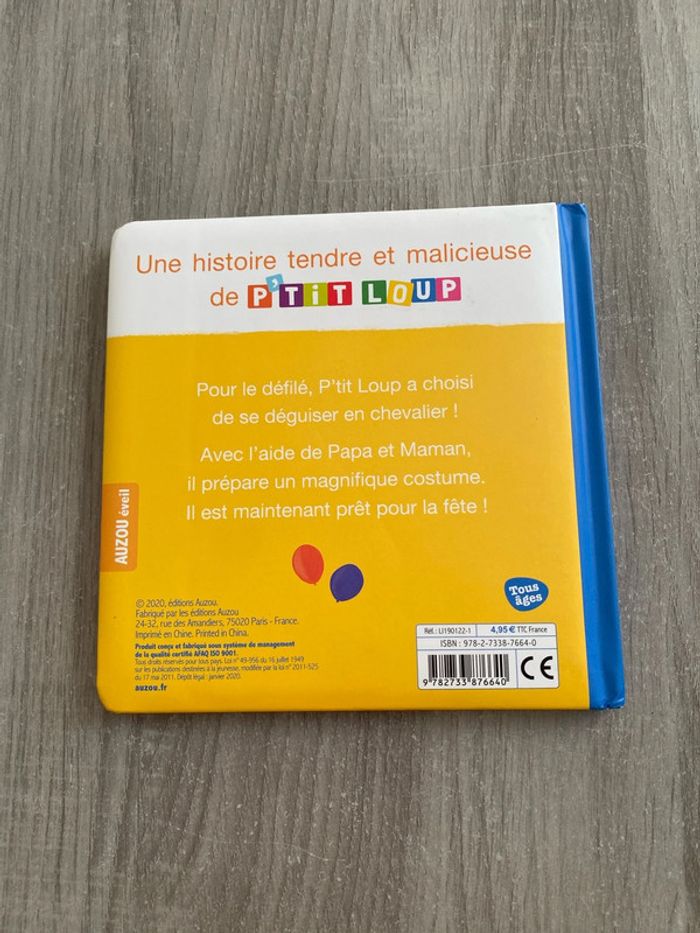 Une histoire tendre et malicieuse
de P'TiT LOUP
Pour le défilé, P'tit Loup a choisi
de se déguiser en chevalier !
Avec l'aide de Papa et Maman,
il prépare un magnifique costume.
Il est maintenant prêt pour la fête !
AUZOU éveil
© 2020, éditions Auzou.
Fabriqué par les éditions Auzou
24-32, rue des Amandiers, 75020 Paris - France.
Imprimé en Chine. Printed in China.
Produit conçu et fabriqué sous système de management
de la qualité certifié AFAQ ISO 9001.
Tous droits réservés pour tous pays. Loi n° 49-956 du 16 juillet 1949
sur les publications destinées à la jeunesse, modifiée par la loi n° 2011-525
du 17 mai 2011. Dépôt légal : janvier 2020.
auzou.fr
Tous
âges
Réf. : LI190122-1 4,95 € TTC France
ISBN : 978-2-7338-7664-0
9 782733 876640
CE